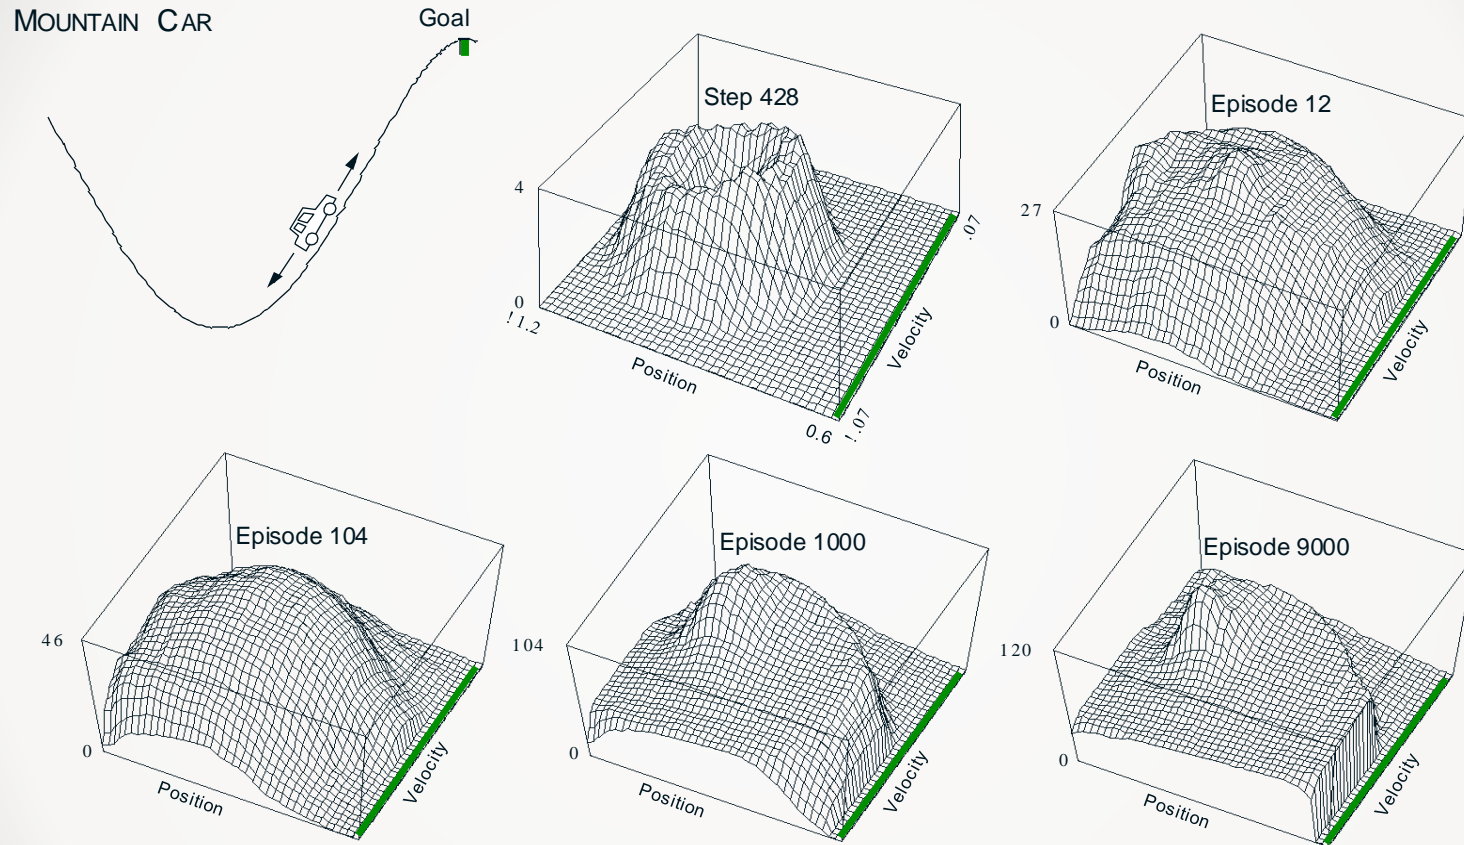 MOUNTAIN CAR
Goal
Step 428
4
0
!1.2
Position
0.6
!.07
Velocity
.07
Episode 12
27
0
Position
Velocity
Episode 104
46
0
Position
Velocity
Episode 1000
104
0
Position
Velocity
Episode 9000
120
0
Position
Velocity